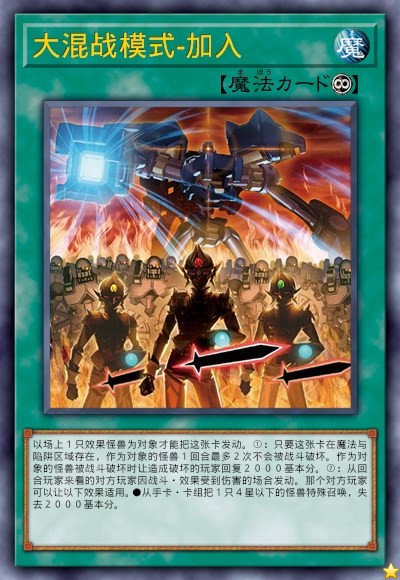 大混战模式-加入
魔
【魔法カード】
まほう
以场上1只效果怪兽为对象才能把这张卡发动。①：只要这张卡在魔法与
陷阱区域存在，作为对象的怪兽1回合最多2次不会被战斗破坏。作为对
象的怪兽被战斗破坏时让造成破坏的玩家回复2000基本分。②：从回
合玩家来看的对方玩家因战斗·效果受到伤害的场合发动。那个对方玩家
可以让以下效果适用。●从手卡·卡组把1只4星以下的怪兽特殊召唤，失
去2000基本分。